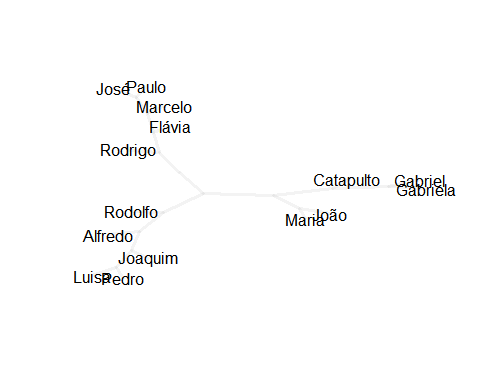 José
Paulo
Marcelo
Flávia
Rodrigo
Catapulto
Gabriel
Gabriela
Rodolfo
Maria
João
Alfredo
Joaquim
Luisa
Pedro